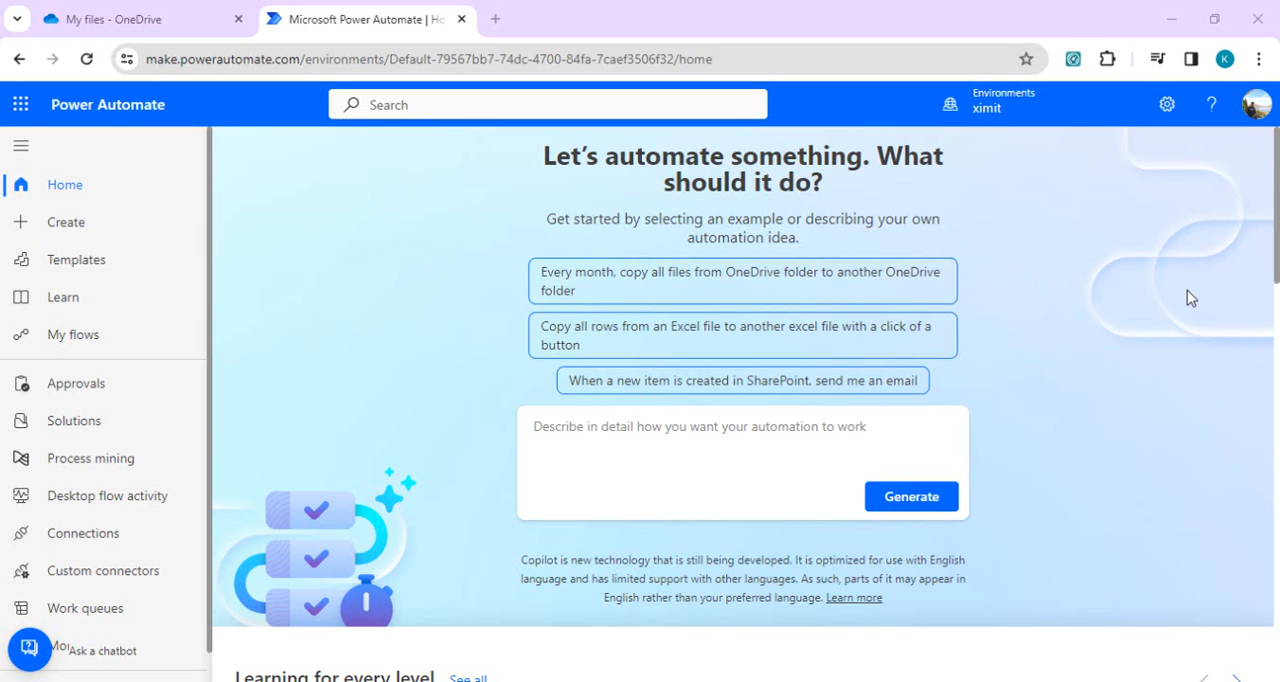 My files - OneDrive
Microsoft Power Automate | Ho
make.powerautomate.com/environments/Default-79567bb7-74dc-4700-84fa-7caef3506f32/home
K
Power Automate
Search
Environments
ximit
?
Home
Create
Templates
Learn
My flows
Approvals
Solutions
Process mining
Desktop flow activity
Connections
Custom connectors
Work queues
Ask a chatbot
Let's automate something. What
should it do?
Get started by selecting an example or describing your own
automation idea.
Every month, copy all files from OneDrive folder to another OneDrive
folder
Copy all rows from an Excel file to another excel file with a click of a
button
When a new item is created in SharePoint, send me an email
Describe in detail how you want your automation to work
Generate
Copilot is new technology that is still being developed. It is optimized for use with English
language and has limited support with other languages. As such, parts of it may appear in
English rather than your preferred language. Learn more
Learning for every level
See all